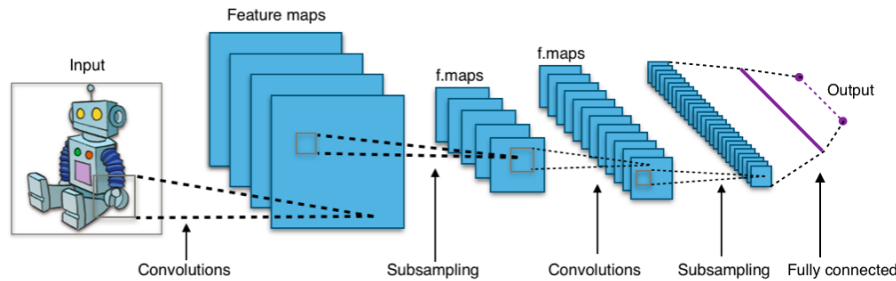 Feature maps
Input
f.maps
f.maps
Output
Convolutions
Subsampling
Convolutions
Subsampling
Fully connected